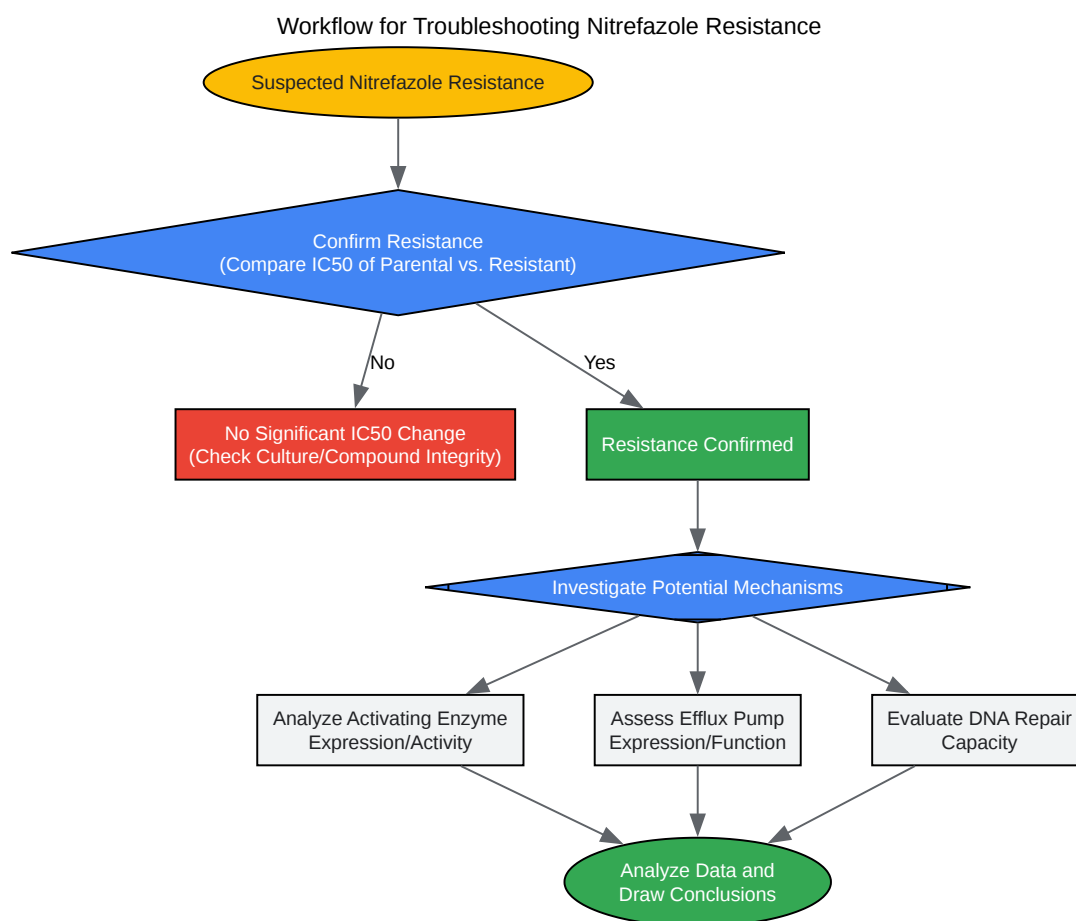 Workflow for Troubleshooting Nitrefazole Resistance
Suspected Nitrefazole Resistance
Confirm Resistance
(Compare IC50 of Parental vs. Resistant)
No
Yes
No Significant IC50 Change
(Check Culture/Compound Integrity)
Resistance Confirmed
Investigate Potential Mechanisms
Analyze Activating Enzyme
Expression/Activity
Assess Efflux Pump
Expression/Function
Evaluate DNA Repair
Capacity
Analyze Data and
Draw Conclusions